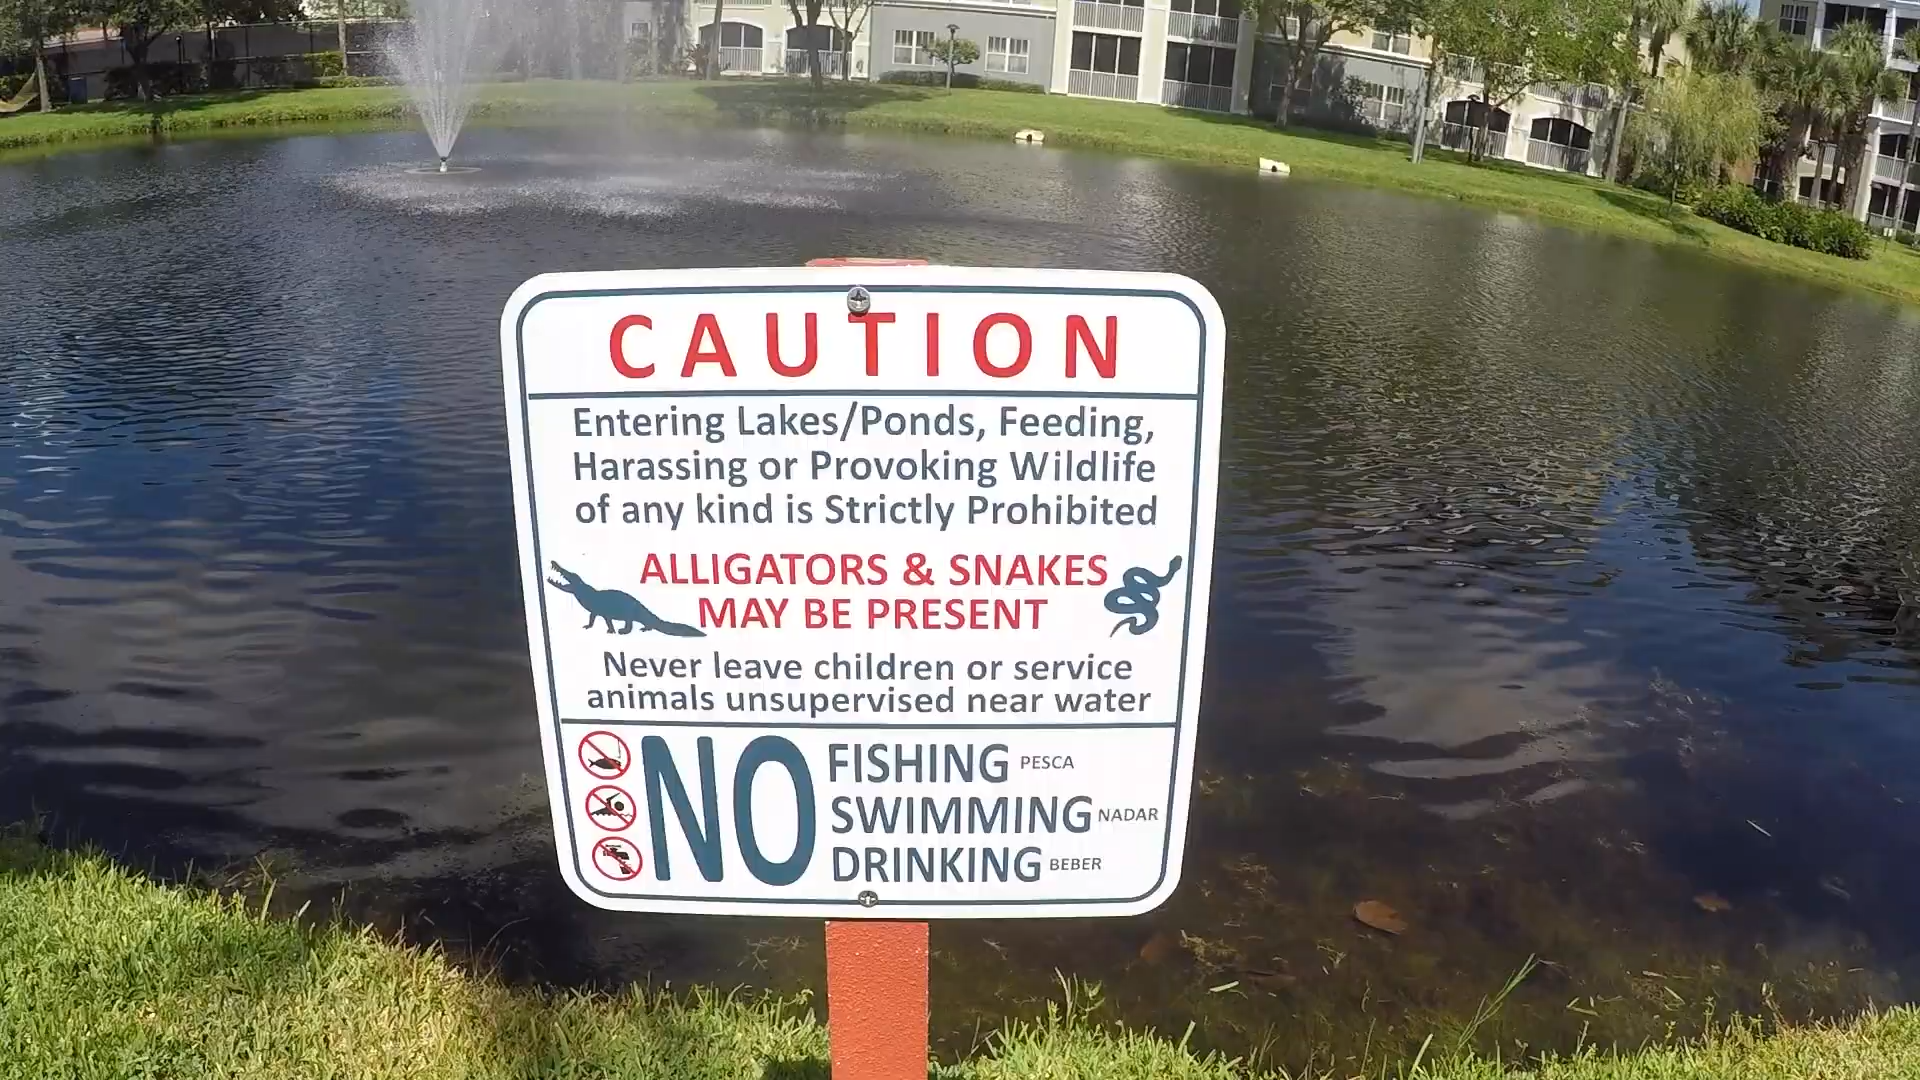 CAUTION
Entering Lakes/Ponds, Feeding,
Harassing or Provoking Wildlife
of any kind is Strictly Prohibited
ALLIGATORS & SNAKES
MAY BE PRESENT
Never leave children or service
animals unsupervised near water
NO FISHING PESCA
SWIMMING NADAR
DRINKING BEBER